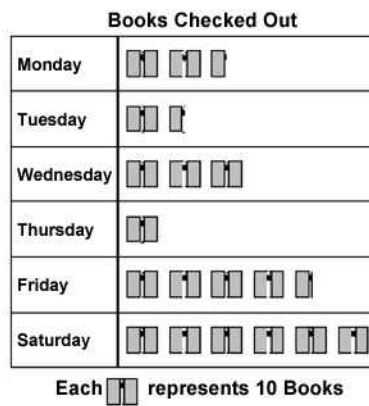 Books Checked Out
Monday
Tuesday
Wednesday
Thursday
Friday
Saturday
Each represents 10 Books